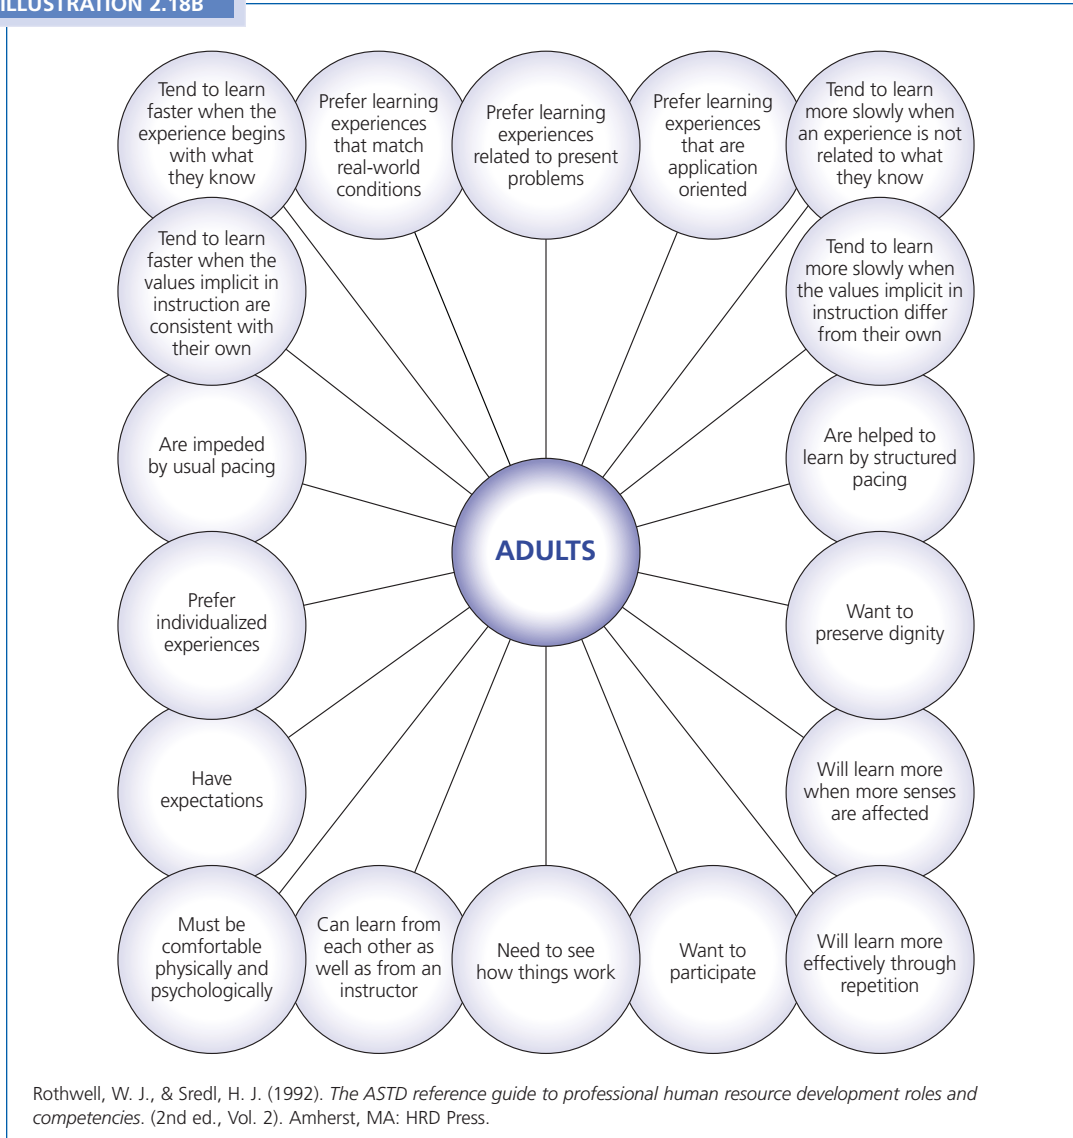 ILLUSTRATION 2.18B
Tend to learn
faster when the
experience begins
with what
they know
Prefer learning
experiences
that match
real-world
conditions
Prefer learning
experiences
related to present
problems
Prefer learning
experiences
that are
application
oriented
Tend to learn
more slowly when
an experience is not
related to what
they know
Tend to learn
faster when the
values implicit in
instruction are
consistent with
their own
Tend to learn
more slowly when
the values implicit in
instruction differ
from their own
Are impeded
by usual pacing
Are helped to
learn by structured
pacing
ADULTS
Prefer
individualized
experiences
Want to
preserve dignity
Have
expectations
Will learn more
when more senses
are affected
Must be
comfortable
physically and
psychologically
Can learn from
each other as
well as from an
instructor
Need to see
how things work
Want to
participate
Will learn more
effectively through
repetition
Rothwell, W. J., & Sredl, H. J. (1992). The ASTD reference guide to professional human resource development roles and
competencies. (2nd ed., Vol. 2). Amherst, MA: HRD Press.